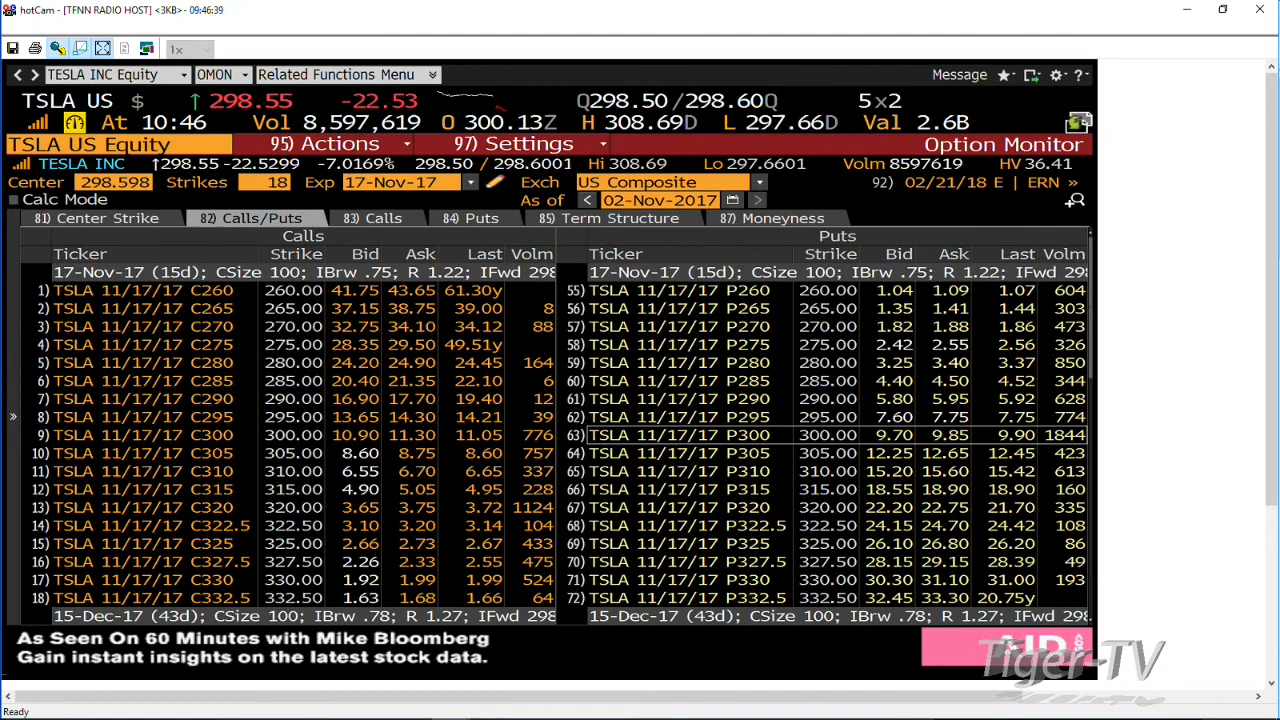 hotCam - [TFNN RADIO HOST] <3KB>- 09:46:39
1x
TESLA INC Equity OMON Related Functions Menu Message
TSLA US $ ↑ 298.55 -22.53 Q298.50/298.60Q 5x2
At 10:46 Vol 8,597,619 O 300.13Z H 308.69D L 297.66D Val 2.6B
TSLA US Equity 95) Actions 97) Settings Option Monitor
TESLA INC ↑298.55 -22.5299 -7.0169% 298.50 / 298.6001 Hi 308.69 Lo 297.6601 Volm 8597619 HV 36.41
Center 298.598 Strikes 18 Exp 17-Nov-17 Exch US Composite 92) 02/21/18 E | ERN »
Calc Mode As of < 02-Nov-2017 >
81) Center Strike 82) Calls/Puts 83) Calls 84) Puts 85) Term Structure 87) Moneyness
Calls Puts
Ticker Strike Bid Ask Last Volm Ticker Strike Bid Ask Last Volm
17-Nov-17 (15d); CSize 100; IBrw .75; R 1.22; IFwd 298 17-Nov-17 (15d); CSize 100; IBrw .75; R 1.22; IFwd 298
1) TSLA 11/17/17 C260 260.00 41.75 43.65 61.30y 55) TSLA 11/17/17 P260 260.00 1.04 1.09 1.07 604
2) TSLA 11/17/17 C265 265.00 37.15 38.75 39.00 8 56) TSLA 11/17/17 P265 265.00 1.35 1.41 1.44 303
3) TSLA 11/17/17 C270 270.00 32.75 34.10 34.12 88 57) TSLA 11/17/17 P270 270.00 1.82 1.88 1.86 473
4) TSLA 11/17/17 C275 275.00 28.35 29.50 49.51y 58) TSLA 11/17/17 P275 275.00 2.42 2.55 2.56 326
5) TSLA 11/17/17 C280 280.00 24.20 24.90 24.45 164 59) TSLA 11/17/17 P280 280.00 3.25 3.40 3.37 850
6) TSLA 11/17/17 C285 285.00 20.40 21.35 22.10 6 60) TSLA 11/17/17 P285 285.00 4.40 4.50 4.52 344
7) TSLA 11/17/17 C290 290.00 16.90 17.70 19.40 12 61) TSLA 11/17/17 P290 290.00 5.80 5.95 5.92 628
8) TSLA 11/17/17 C295 295.00 13.65 14.30 14.21 39 62) TSLA 11/17/17 P295 295.00 7.60 7.75 7.75 774
9) TSLA 11/17/17 C300 300.00 10.90 11.30 11.05 776 63) TSLA 11/17/17 P300 300.00 9.70 9.85 9.90 1844
10) TSLA 11/17/17 C305 305.00 8.60 8.75 8.60 757 64) TSLA 11/17/17 P305 305.00 12.25 12.65 12.45 423
11) TSLA 11/17/17 C310 310.00 6.55 6.70 6.65 337 65) TSLA 11/17/17 P310 310.00 15.20 15.60 15.42 613
12) TSLA 11/17/17 C315 315.00 4.90 5.05 4.95 228 66) TSLA 11/17/17 P315 315.00 18.55 18.90 18.90 160
13) TSLA 11/17/17 C320 320.00 3.65 3.75 3.72 1124 67) TSLA 11/17/17 P320 320.00 22.20 22.75 21.70 335
14) TSLA 11/17/17 C322.5 322.50 3.10 3.20 3.14 104 68) TSLA 11/17/17 P322.5 322.50 24.15 24.70 24.42 108
15) TSLA 11/17/17 C325 325.00 2.66 2.73 2.67 433 69) TSLA 11/17/17 P325 325.00 26.10 26.80 26.20 86
16) TSLA 11/17/17 C327.5 327.50 2.26 2.33 2.55 475 70) TSLA 11/17/17 P327.5 327.50 28.15 29.15 28.39 49
17) TSLA 11/17/17 C330 330.00 1.92 1.99 1.99 524 71) TSLA 11/17/17 P330 330.00 30.30 31.10 31.00 193
18) TSLA 11/17/17 C332.5 332.50 1.63 1.68 1.66 64 72) TSLA 11/17/17 P332.5 332.50 32.45 33.30 20.75y
15-Dec-17 (43d); CSize 100; IBrw .78; R 1.27; IFwd 298 15-Dec-17 (43d); CSize 100; IBrw .78; R 1.27; IFwd 298
As Seen On 60 Minutes with Mike Bloomberg
Gain instant insights on the latest stock data.
Tiger-TV
Ready